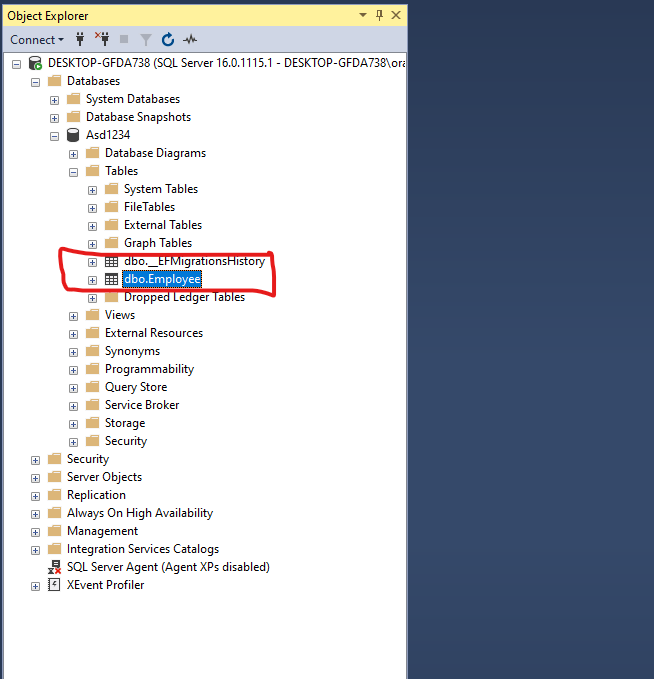 Object Explorer
Connect
DESKTOP-GFDA738 (SQL Server 16.0.1115.1 - DESKTOP-GFDA738\ora
Databases
System Databases
Database Snapshots
Asd1234
Database Diagrams
Tables
System Tables
FileTables
External Tables
Graph Tables
dbo.__EFMigrationsHistory
dbo.Employee
Dropped Ledger Tables
Views
External Resources
Synonyms
Programmability
Query Store
Service Broker
Storage
Security
Security
Server Objects
Replication
Always On High Availability
Management
Integration Services Catalogs
SQL Server Agent (Agent XPs disabled)
XEvent Profiler